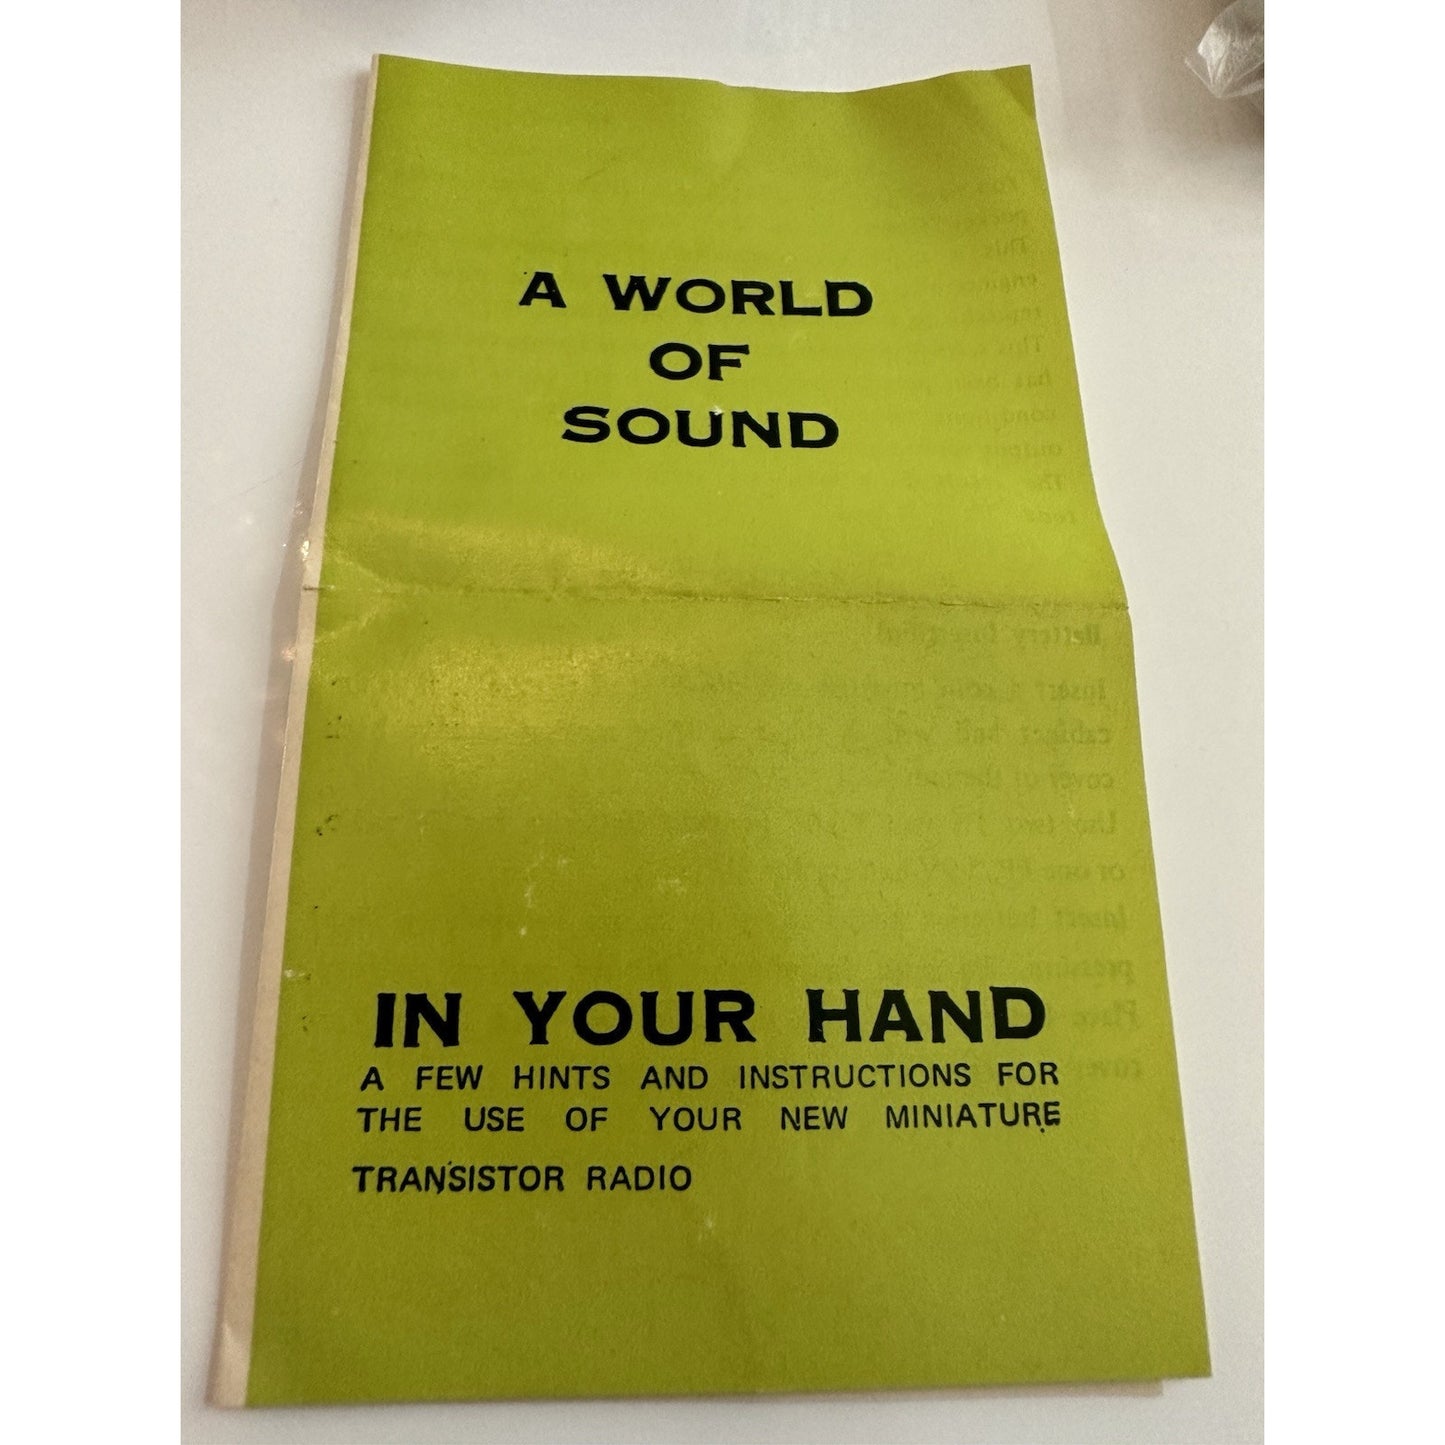 A WORLD
OF
SOUND
IN YOUR HAND
A FEW HINTS AND INSTRUCTIONS FOR
THE USE OF YOUR NEW MINIATURE
TRANSISTOR RADIO